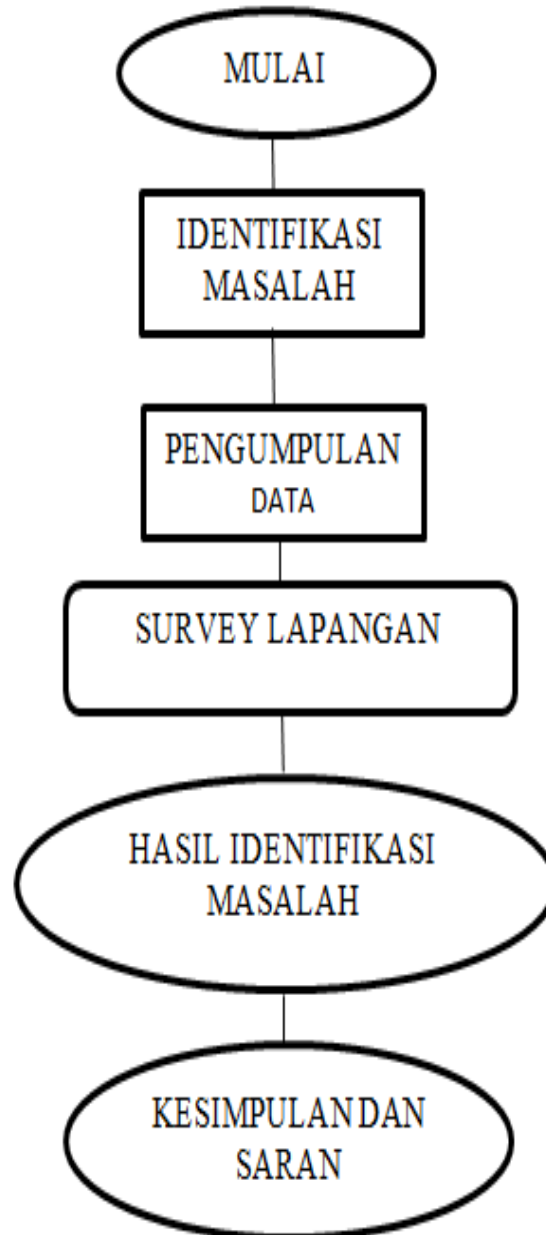 MULAI
IDENTIFIKASI
MASALAH
PENGUMPULAN
DATA
SURVEY LAPANGAN
HASIL IDENTIFIKASI
MASALAH
KESIMPULAN DAN
SARAN